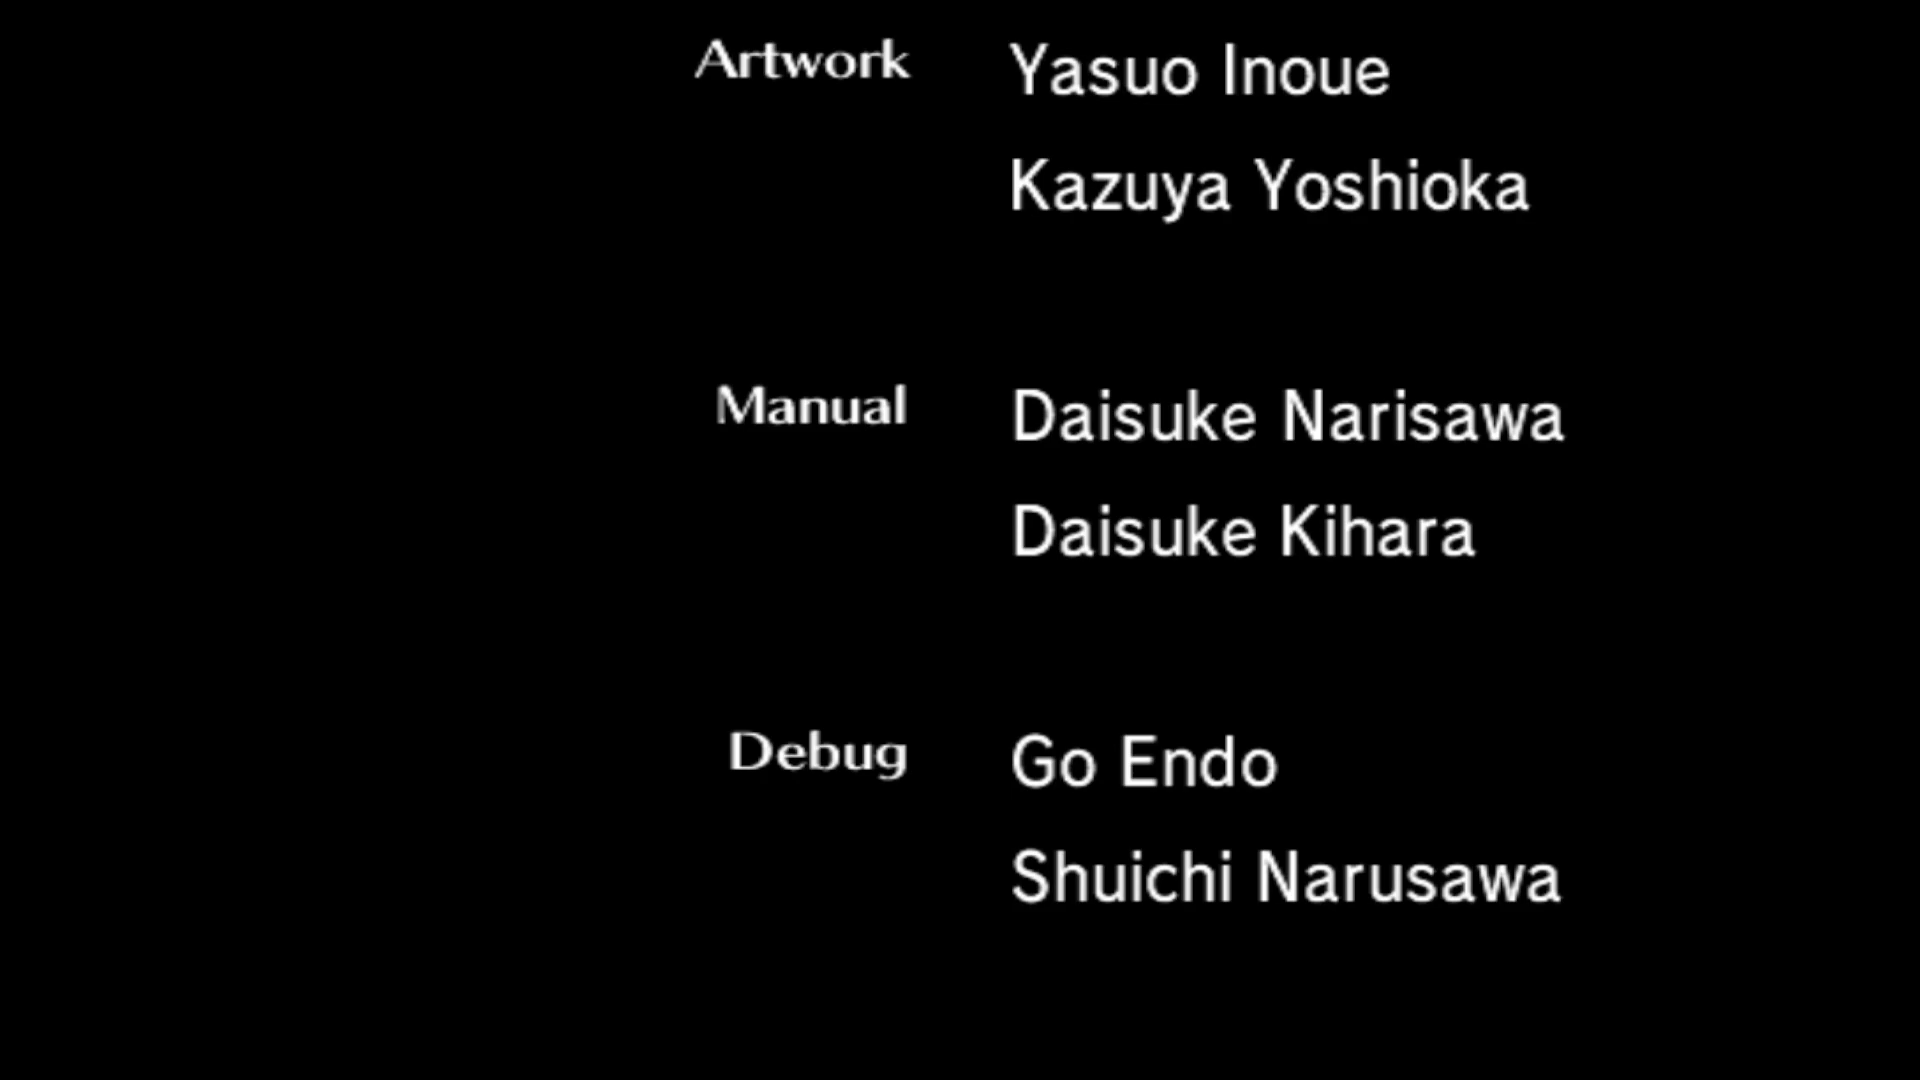 Artwork Yasuo Inoue
Kazuya Yoshioka
Manual Daisuke Narisawa
Daisuke Kihara
Debug Go Endo
Shuichi Narusawa